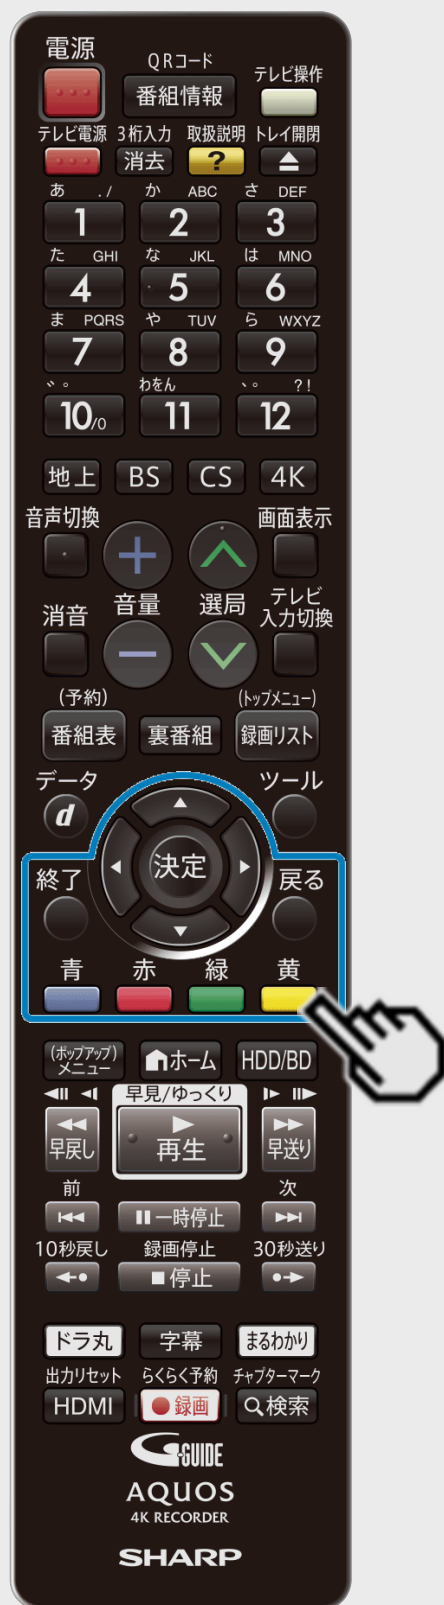 電源
QRコード
番組情報
テレビ操作
テレビ電源 3桁入力 取扱説明 トレイ開閉
消去 ?
あ ./ か ABC さ DEF
1 2 3
た GHI な JKL は MNO
4 5 6
ま PQRS や TUV ら WXYZ
7 8 9
゛゜ わをん 、。 ?!
10/0 11 12
地上 BS CS 4K
音声切換 画面表示
消音 音量 選局 テレビ
入力切換
(予約) (トップメニュー)
番組表 裏番組 録画リスト
データ ツール
d
決定
終了 戻る
青 赤 緑 黄
(ポップアップ)
メニュー ホーム HDD/BD
早見/ゆっくり
早戻し 再生 早送り
前 次
一時停止
10秒戻し 録画停止 30秒送り
停止
ドラ丸 字幕 まるわかり
出力リセット らくらく予約 チャプターマーク
HDMI 録画 検索
G-GUIDE
AQUOS
4K RECORDER
SHARP